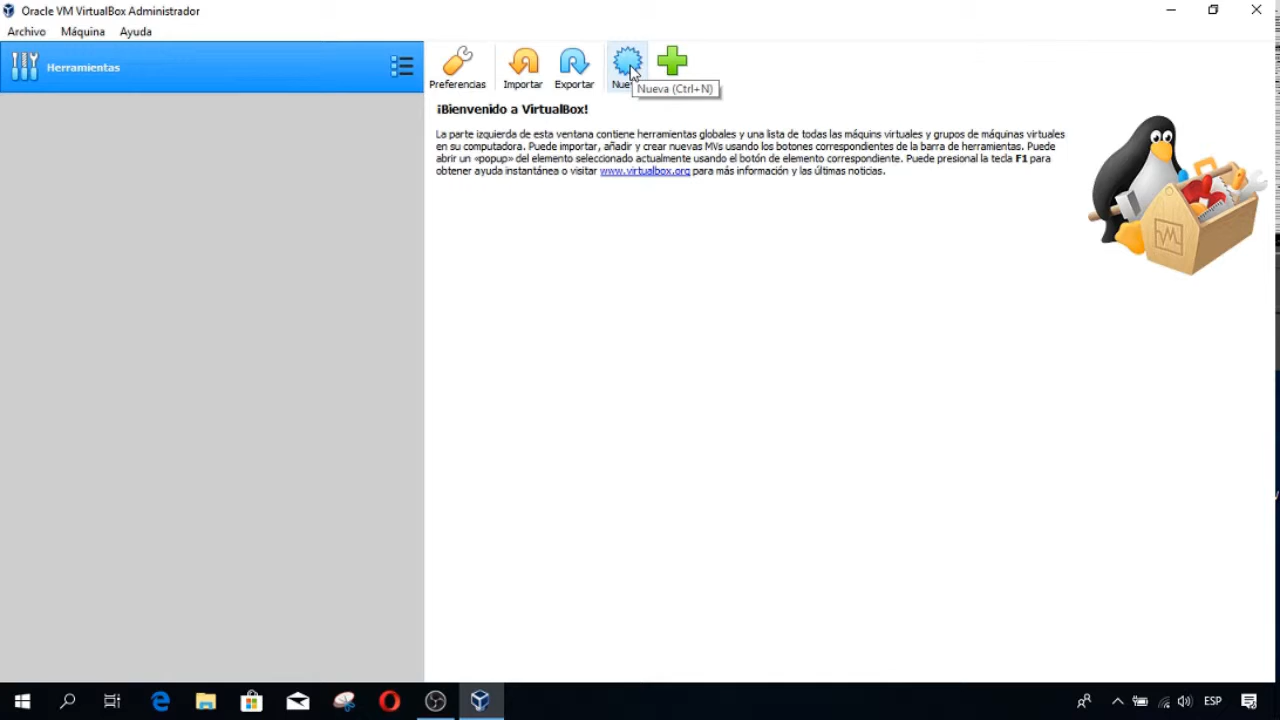 Oracle VM VirtualBox Administrador
Archivo Máquina Ayuda
Herramientas
Preferencias Importar Exportar
Nueva (Ctrl+N)
¡Bienvenido a VirtualBox!
La parte izquierda de esta ventana contiene herramientas globales y una lista de todas las máquins virtuales y grupos de máquinas virtuales
en su computadora. Puede importar, añadir y crear nuevas MVs usando los botones correspondientes de la barra de herramientas. Puede
abrir un «popup» del elemento seleccionado actualmente usando el botón de elemento correspondiente. Puede presional la tecla F1 para
obtener ayuda instantánea o visitar www.virtualbox.org para más información y las últimas noticias.
ESP